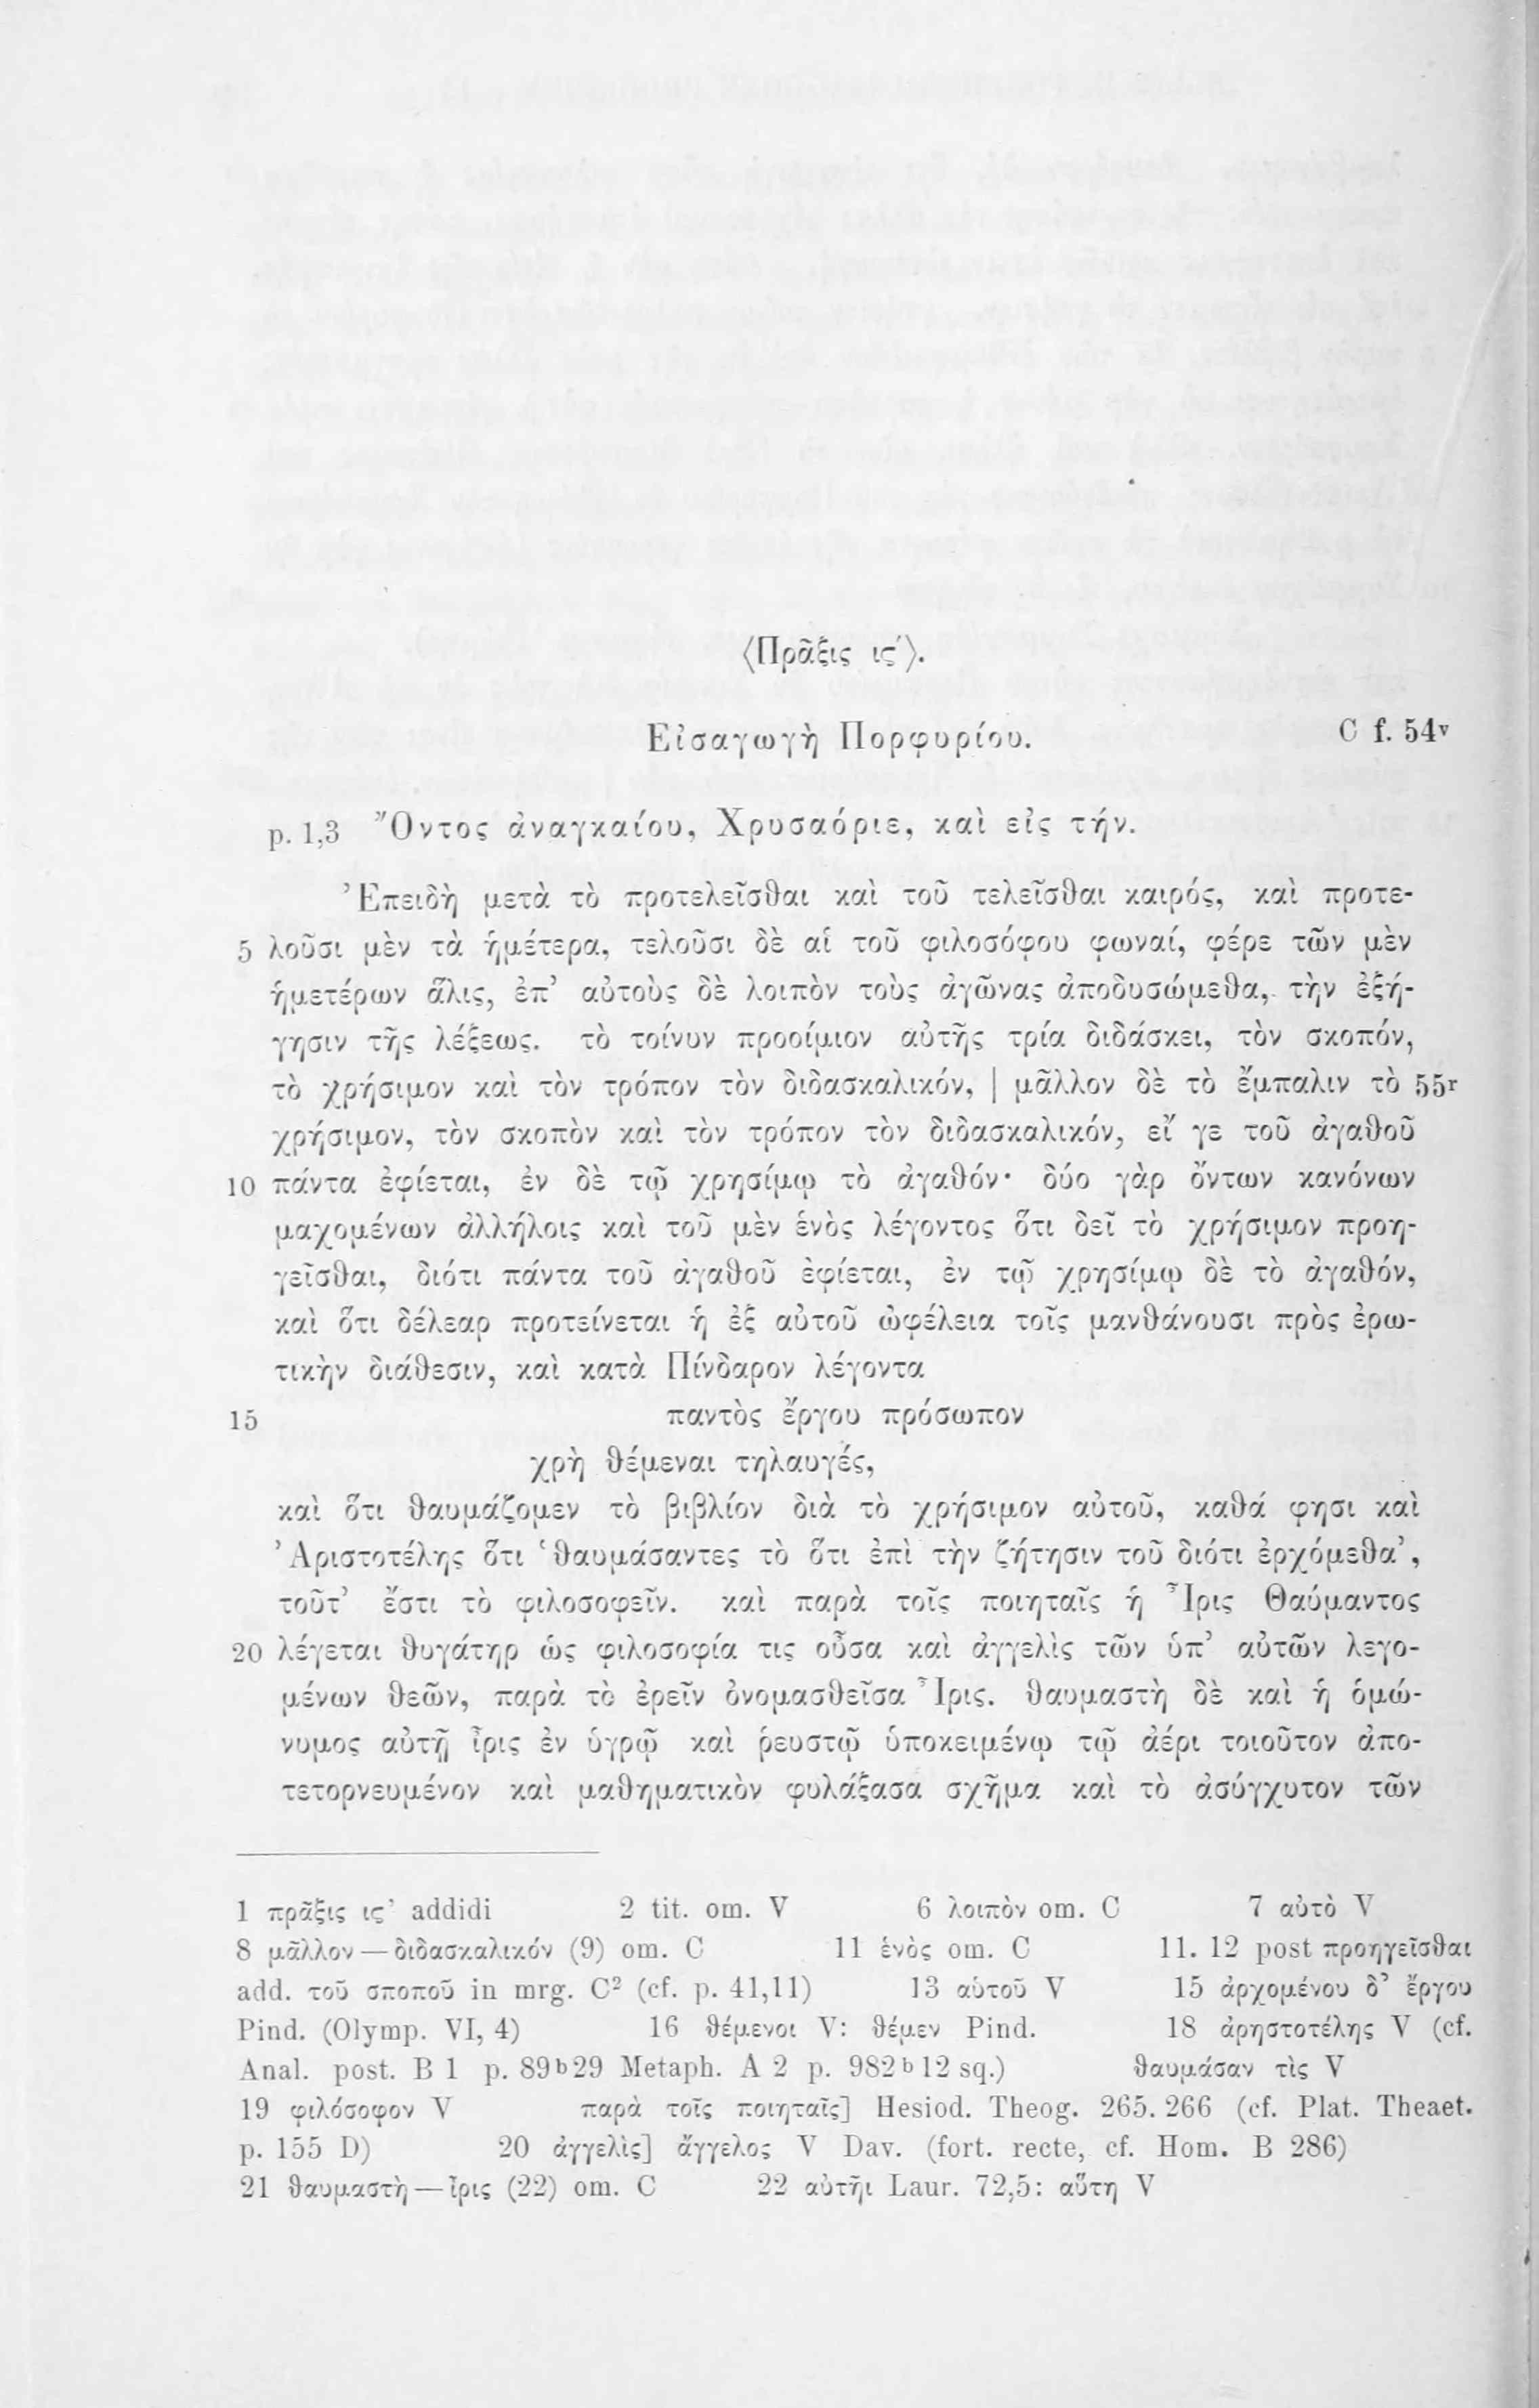 〈Πρᾶξις ιϛ´〉.
Εἰσαγωγὴ Πορφυρίου. C f. 54v
p. 1,3 Ὄντος ἀναγκαίου, Χρυσαόριε, καὶ εἰς τήν.
Ἐπειδὴ μετὰ τὸ προτελεῖσθαι καὶ τοῦ τελεῖσθαι καιρός, καὶ προτε-
5 λοῦσι μὲν τὰ ἡμέτερα, τελοῦσι δὲ αἱ τοῦ φιλοσόφου φωναί, φέρε τῶν μὲν
ἡμετέρων ἅλις, ἐπ’ αὐτοὺς δὲ λοιπὸν τοὺς ἀγῶνας ἀποδυσώμεθα, τὴν ἐξή-
γησιν τῆς λέξεως. τὸ τοίνυν προοίμιον αὐτῆς τρία διδάσκει, τὸν σκοπόν,
τὸ χρήσιμον καὶ τὸν τρόπον τὸν διδασκαλικόν, | μᾶλλον δὲ τὸ ἔμπαλιν τὸ 55r
χρήσιμον, τὸν σκοπὸν καὶ τὸν τρόπον τὸν διδασκαλικόν, εἴ γε τοῦ ἀγαθοῦ
10 πάντα ἐφίεται, ἐν δὲ τῷ χρησίμῳ τὸ ἀγαθόν· δύο γὰρ ὄντων κανόνων
μαχομένων ἀλλήλοις καὶ τοῦ μὲν ἑνὸς λέγοντος ὅτι δεῖ τὸ χρήσιμον προη-
γεῖσθαι, διότι πάντα τοῦ ἀγαθοῦ ἐφίεται, ἐν τῷ χρησίμῳ δὲ τὸ ἀγαθόν,
καὶ ὅτι δέλεαρ προτείνεται ἡ ἐξ αὐτοῦ ὠφέλεια τοῖς μανθάνουσι πρὸς ἐρω-
τικὴν διάθεσιν, καὶ κατὰ Πίνδαρον λέγοντα
15 παντὸς ἔργου πρόσωπον
χρὴ θέμεναι τηλαυγές,
καὶ ὅτι θαυμάζομεν τὸ βιβλίον διὰ τὸ χρήσιμον αὐτοῦ, καθά φησι καὶ
Ἀριστοτέλης ὅτι ‘θαυμάσαντες τὸ ὅτι ἐπὶ τὴν ζήτησιν τοῦ διότι ἐρχόμεθα’,
τοῦτ’ ἔστι τὸ φιλοσοφεῖν. καὶ παρὰ τοῖς ποιηταῖς ἡ Ἶρις Θαύμαντος
20 λέγεται θυγάτηρ ὡς φιλοσοφία τις οὖσα καὶ ἀγγελὶς τῶν ὑπ’ αὐτῶν λεγο-
μένων θεῶν, παρὰ τὸ ἐρεῖν ὀνομασθεῖσα Ἶρις. θαυμαστὴ δὲ καὶ ἡ ὁμώ-
νυμος αὐτῇ ἶρις ἐν ὑγρῷ καὶ ῥευστῷ ὑποκειμένῳ τῷ ἀέρι τοιοῦτον ἀπο-
τετορνευμένον καὶ μαθηματικὸν φυλάξασα σχῆμα καὶ τὸ ἀσύγχυτον τῶν
1 πρᾶξις ιϛ’ addidi 2 tit. om. V 6 λοιπὸν om. C 7 αὐτὸ V
8 μᾶλλον — διδασκαλικόν (9) om. C 11 ἑνὸς om. C 11. 12 post προηγεῖσθαι
add. τοῦ σποποῦ in mrg. C² (cf. p. 41,11) 13 αὑτοῦ V 15 ἀρχομένου δ’ ἔργου
Pind. (Olymp. VI, 4) 16 θέμενοι V: θέμεν Pind. 18 ἀρηστοτέλης V (cf.
Anal. post. B 1 p. 89b29 Metaph. A 2 p. 982b12 sq.) θαυμάσαν τὶς V
19 φιλόσοφον V παρὰ τοῖς ποιηταῖς] Hesiod. Theog. 265. 266 (cf. Plat. Theaet.
p. 155 D) 20 ἀγγελὶς] ἄγγελος V Dav. (fort. recte, cf. Hom. B 286)
21 θαυμαστὴ — ἶρις (22) om. C 22 αὐτῆι Laur. 72,5: αὕτη V